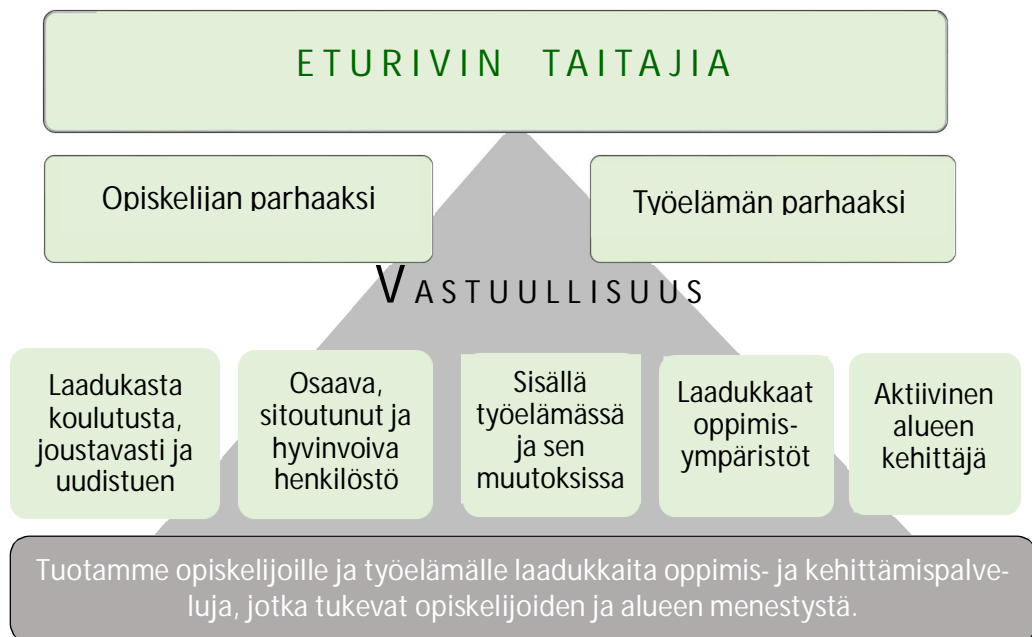 ETURIVIN TAITAJIA
Opiskelijan parhaaksi
Työelämän parhaaksi
VASTUULLISUUS
Laadukasta
koulutusta,
joustavasti ja
uudistuen
Osaava,
sitoutunut ja
hyvinvoiva
henkilöstö
Sisällä
työelämässä
ja sen
muutoksissa
Laadukkaat
oppimis-
ympäristöt
Aktiivinen
alueen
kehittäjä
Tuotamme opiskelijoille ja työelämälle laadukkaita oppimis- ja kehittämispalve-
luja, jotka tukevat opiskelijoiden ja alueen menestystä.